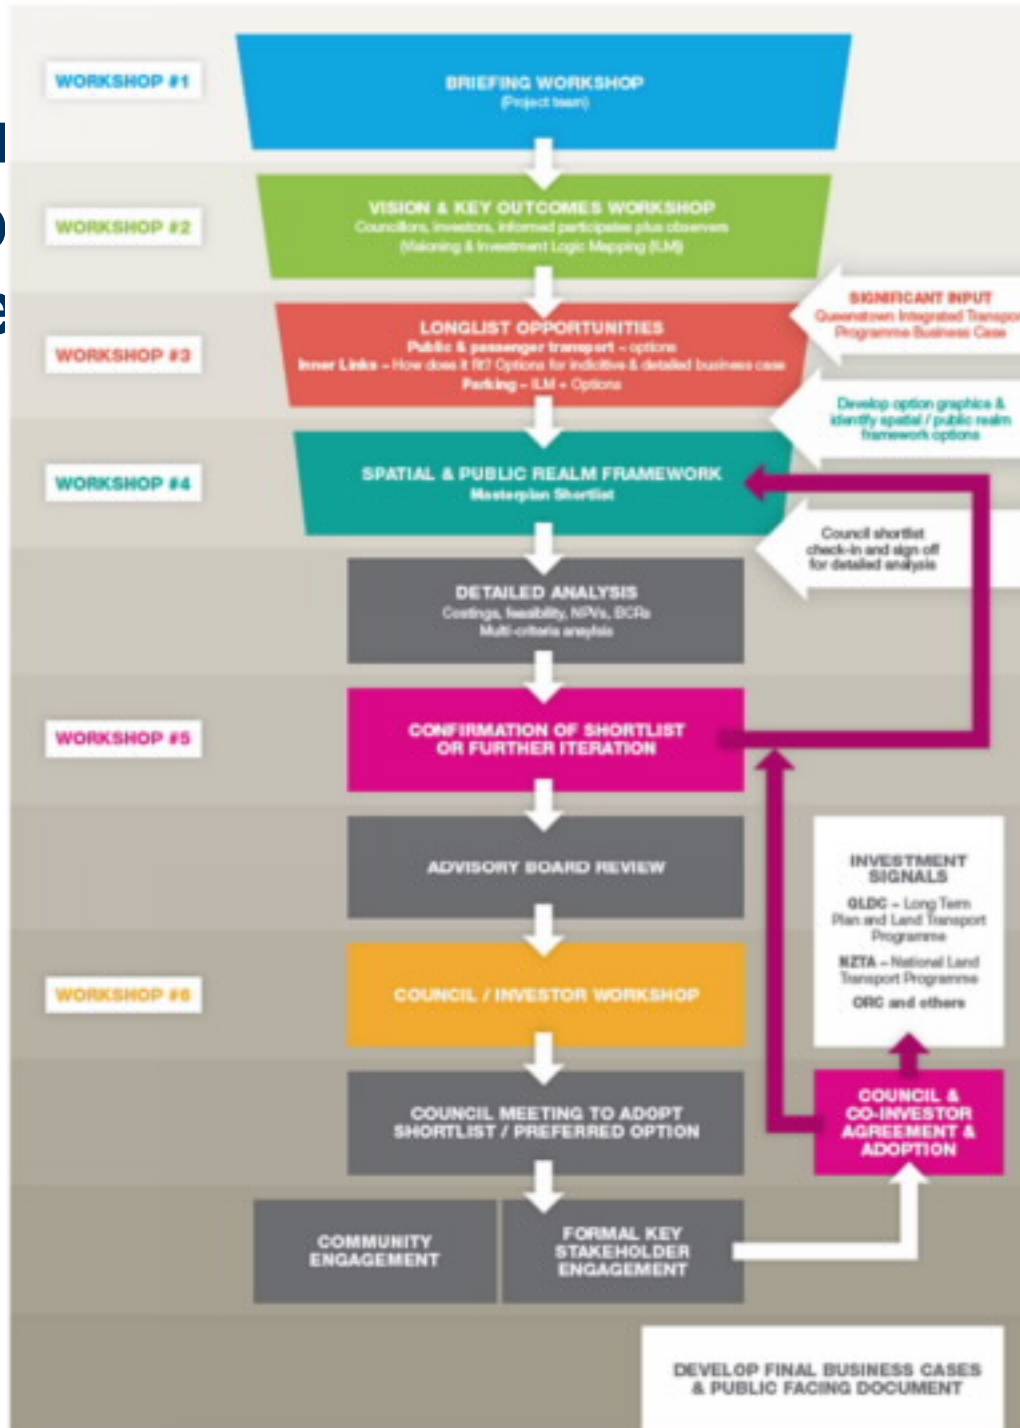 WORKSHOP #1
BRIEFING WORKSHOP
(Project team)
WORKSHOP #2
VISION & KEY OUTCOMES WORKSHOP
Councillors, investors, informed participates plus observers
(Visioning & Investment Logic Mapping (ILM))
WORKSHOP #3
LONGLIST OPPORTUNITIES
Public & passenger transport – options
Inner Links – How does it fit? Options for indicitive & detailed business case
Parking – ILM + Options
SIGNIFICANT INPUT
Queenstown Integrated Transport
Programme Business Case
Develop option graphics &
identify spatial / public realm
framework options
WORKSHOP #4
SPATIAL & PUBLIC REALM FRAMEWORK
Masterplan Shortlist
Council shortlist
check-in and sign off
for detailed analysis
DETAILED ANALYSIS
Costings, feasibility, NPVs, BCRs
Multi-criteria anaylsis
WORKSHOP #5
CONFIRMATION OF SHORTLIST
OR FURTHER ITERATION
ADVISORY BOARD REVIEW
INVESTMENT
SIGNALS
QLDC – Long Term
Plan and Land Transport
Programme
NZTA – National Land
Transport Programme
ORC and others
WORKSHOP #6
COUNCIL / INVESTOR WORKSHOP
COUNCIL MEETING TO ADOPT
SHORTLIST / PREFERRED OPTION
COUNCIL &
CO-INVESTOR
AGREEMENT &
ADOPTION
COMMUNITY
ENGAGEMENT
FORMAL KEY
STAKEHOLDER
ENGAGEMENT
DEVELOP FINAL BUSINESS CASES
& PUBLIC FACING DOCUMENT